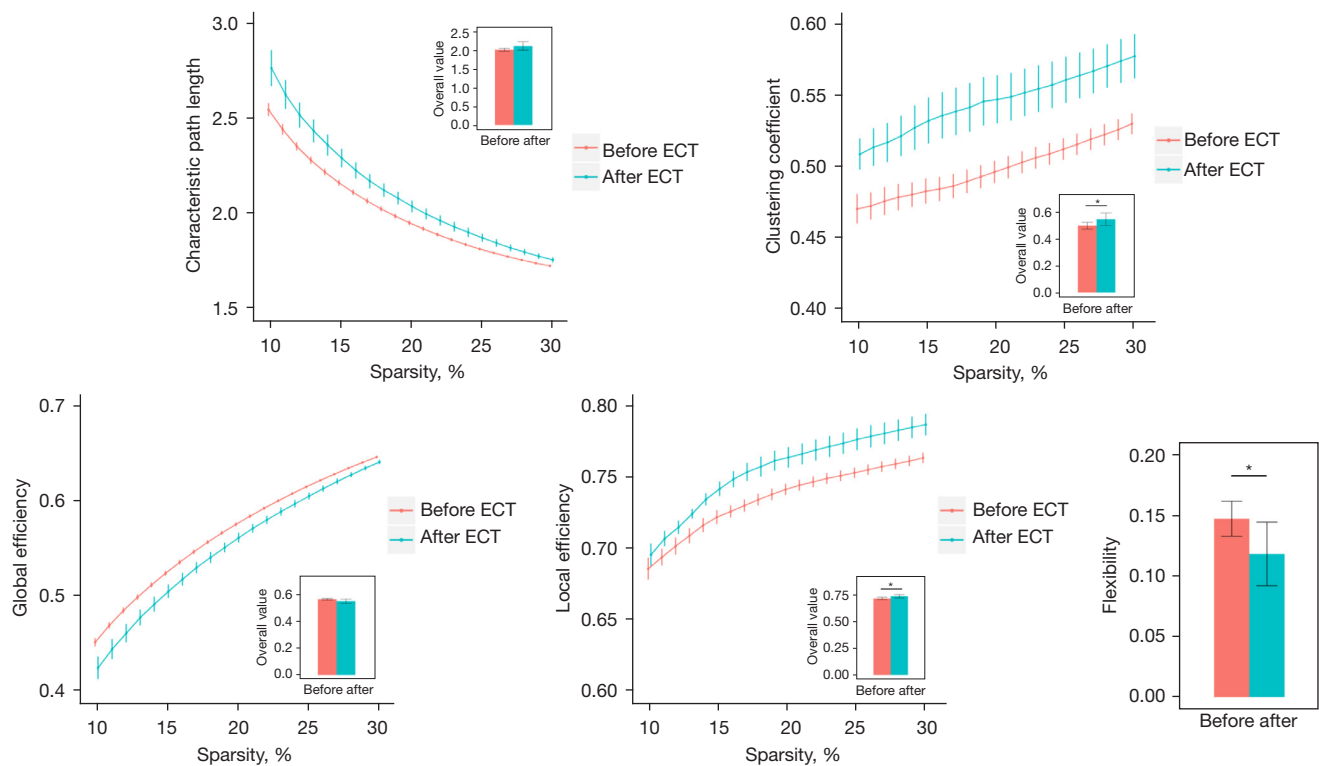 Characteristic path length
3.0
2.5
2.0
1.5
10 15 20 25 30
Sparsity, %
Overall value
2.5
2.0
1.5
1.0
0.5
0.0
Before after
Before ECT
After ECT
Clustering coefficient
0.60
0.55
0.50
0.45
0.40
10 15 20 25 30
Sparsity, %
Overall value
0.6
0.4
0.2
0.0
*
Before after
Before ECT
After ECT
Global efficiency
0.7
0.6
0.5
0.4
10 15 20 25 30
Sparsity, %
Overall value
0.6
0.4
0.2
0.0
Before after
Before ECT
After ECT
Local efficiency
0.80
0.75
0.70
0.65
0.60
10 15 20 25 30
Sparsity, %
Overall value
0.75
0.50
0.25
0.00
*
Before after
Before ECT
After ECT
Flexibility
0.20
0.15
0.10
0.05
0.00
*
Before after